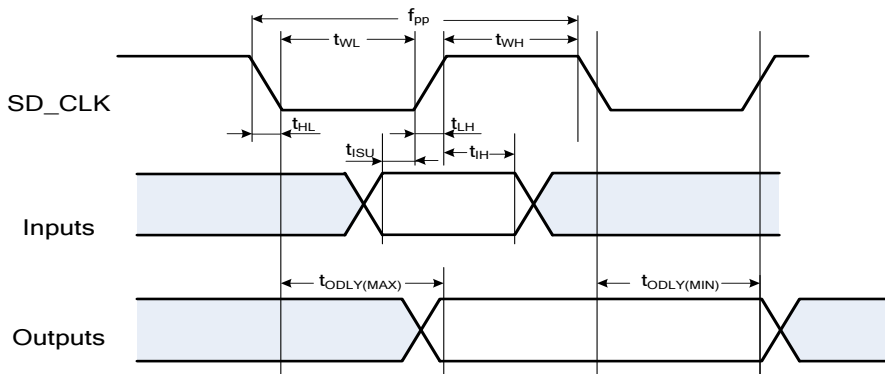 fpp
tWL
tWH
SD_CLK
tHL
tLH
tISU
tIH
Inputs
tODLY(MAX)
tODLY(MIN)
Outputs